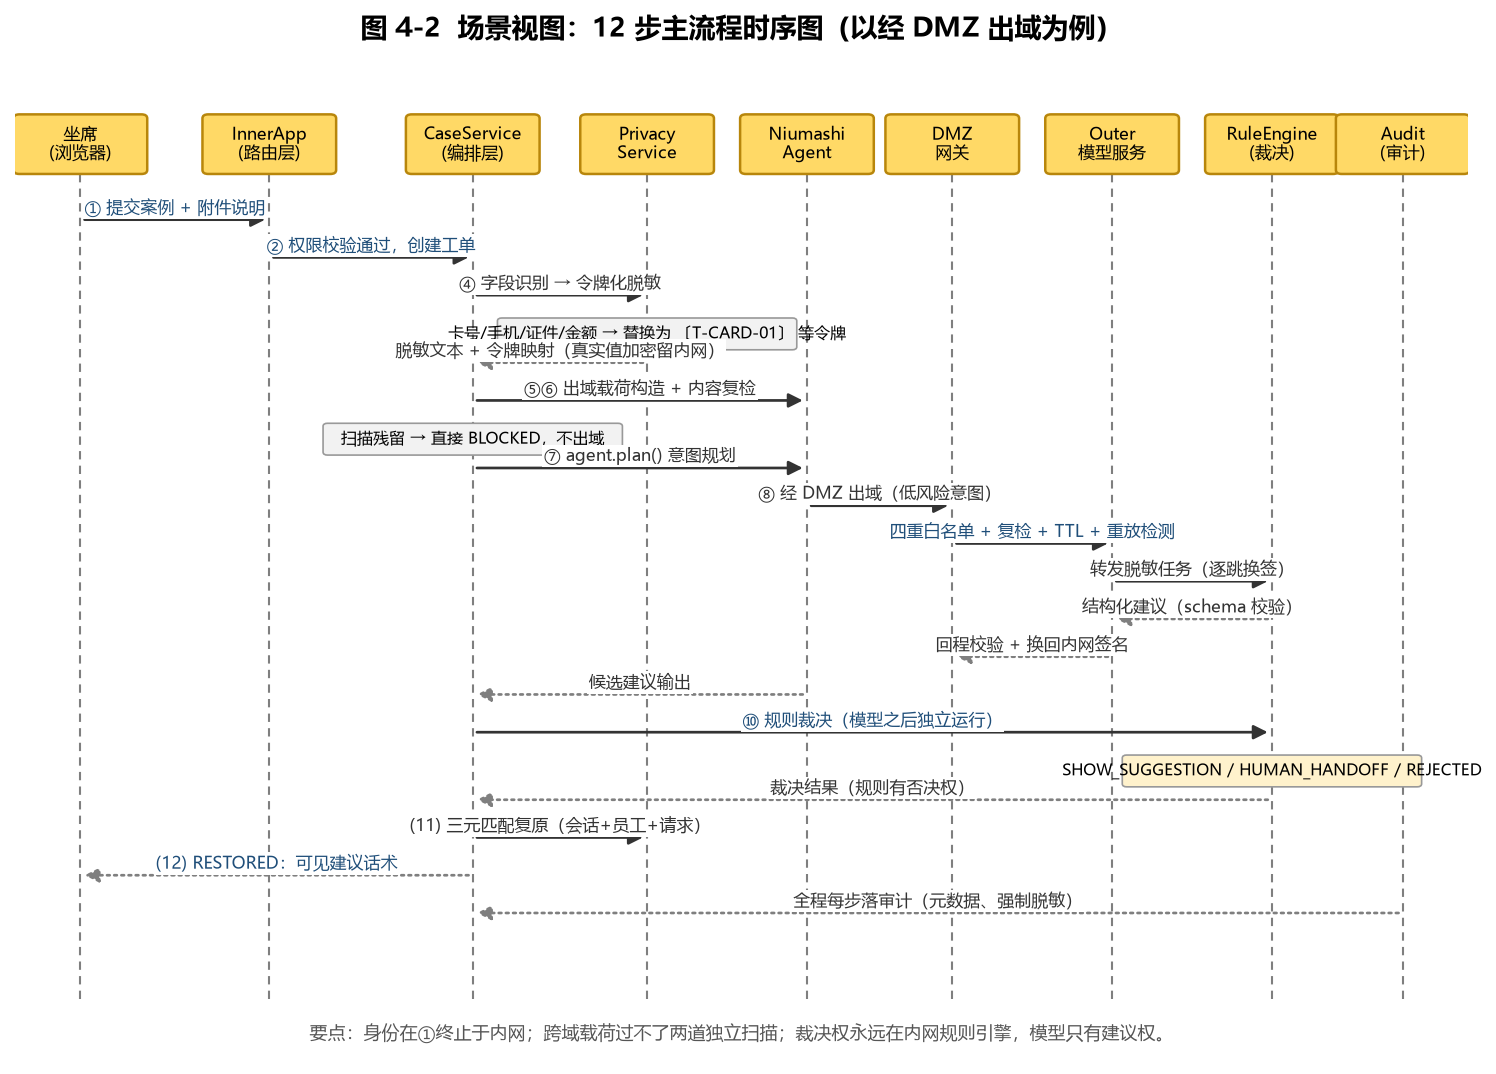 图 4-2 场景视图：12 步主流程时序图（以经 DMZ 出域为例）
坐席
(浏览器)
InnerApp
(路由层)
CaseService
(编排层)
Privacy
Service
Niumashi
Agent
DMZ
网关
Outer
模型服务
RuleEngine
(裁决)
Audit
(审计)
① 提交案例 + 附件说明
② 权限校验通过，创建工单
④ 字段识别 → 令牌化脱敏
卡号/手机/证件/金额 → 替换为 〔T-CARD-01〕 等令牌
脱敏文本 + 令牌映射（真实值加密留内网）
⑤⑥ 出域载荷构造 + 内容复检
扫描残留 → 直接 BLOCKED，不出域
⑦ agent.plan() 意图规划
⑧ 经 DMZ 出域（低风险意图）
四重白名单 + 复检 + TTL + 重放检测
转发脱敏任务（逐跳换签）
结构化建议（schema 校验）
回程校验 + 换回内网签名
候选建议输出
⑩ 规则裁决（模型之后独立运行）
SHOW_SUGGESTION / HUMAN_HANDOFF / REJECTED
裁决结果（规则有否决权）
(11) 三元匹配复原（会话+员工+请求）
(12) RESTORED：可见建议话术
全程每步落审计（元数据、强制脱敏）
要点：身份在①终止于内网；跨域载荷过不了两道独立扫描；裁决权永远在内网规则引擎，模型只有建议权。